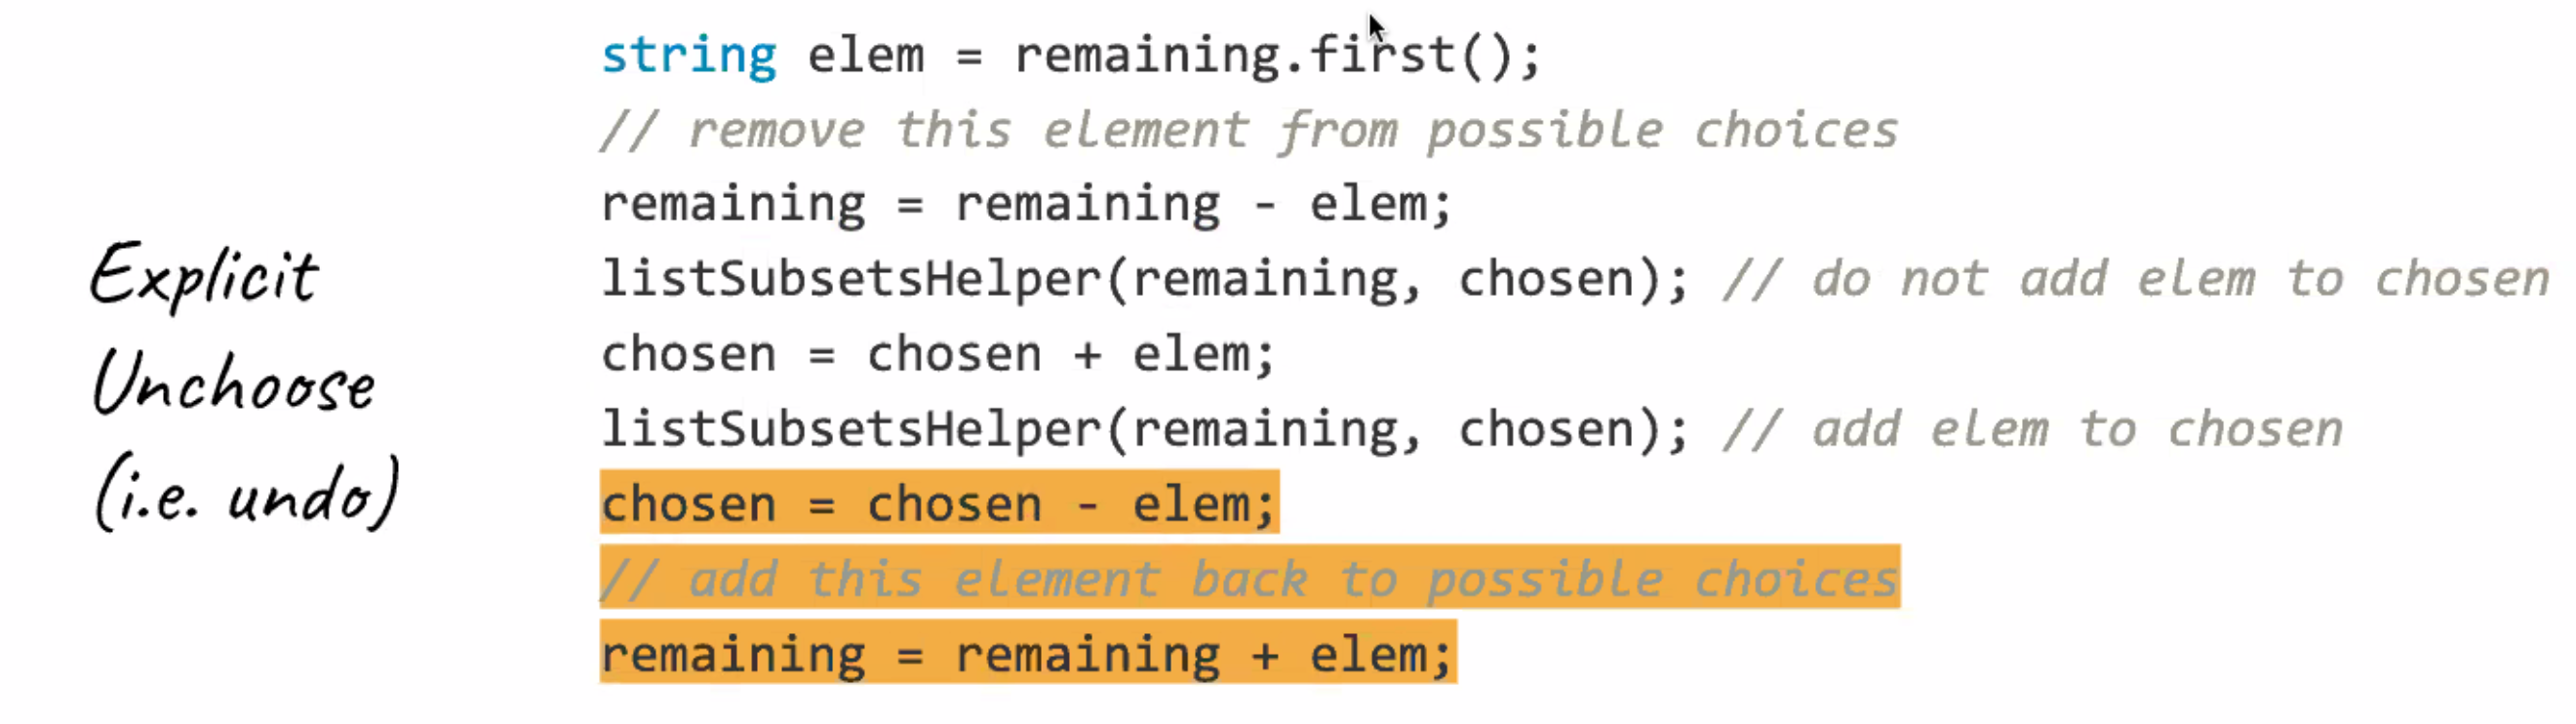 string elem = remaining.first();
// remove this element from possible choices
remaining = remaining - elem;
listSubsetsHelper(remaining, chosen); // do not add elem to chosen
chosen = chosen + elem;
listSubsetsHelper(remaining, chosen); // add elem to chosen
chosen = chosen - elem;
// add this element back to possible choices
remaining = remaining + elem;
Explicit
Unchoose
(i.e. undo)